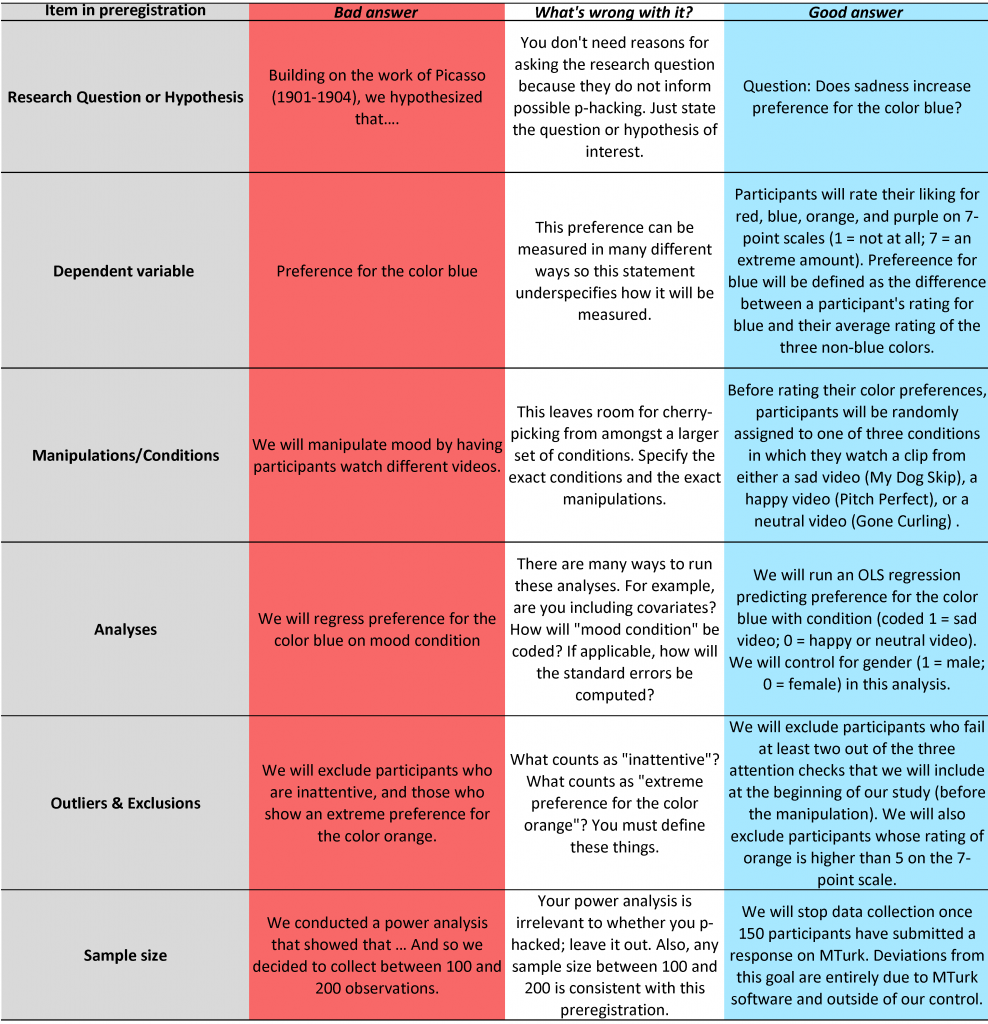 Item in preregistration
Bad answer
What's wrong with it?
Good answer
Research Question or Hypothesis
Building on the work of Picasso
(1901-1904), we hypothesized
that....
You don't need reasons for
asking the research question
because they do not inform
possible p-hacking. Just state
the question or hypothesis of
interest.
Question: Does sadness increase
preference for the color blue?
Dependent variable
Preference for the color blue
This preference can be
measured in many different
ways so this statement
underspecifies how it will be
measured.
Participants will rate their liking for
red, blue, orange, and purple on 7-
point scales (1 = not at all; 7 = an
extreme amount). Prefereence for
blue will be defined as the difference
between a participant's rating for
blue and their average rating of the
three non-blue colors.
Manipulations/Conditions
We will manipulate mood by having
participants watch different videos.
This leaves room for cherry-
picking from amongst a larger
set of conditions. Specify the
exact conditions and the exact
manipulations.
Before rating their color preferences,
participants will be randomly
assigned to one of three conditions
in which they watch a clip from
either a sad video (My Dog Skip), a
happy video (Pitch Perfect), or a
neutral video (Gone Curling) .
Analyses
We will regress preference for the
color blue on mood condition
There are many ways to run
these analyses. For example,
are you including covariates?
How will "mood condition" be
coded? If applicable, how will
the standard errors be
computed?
We will run an OLS regression
predicting preference for the color
blue with condition (coded 1 = sad
video; 0 = happy or neutral video).
We will control for gender (1 = male;
0 = female) in this analysis.
Outliers & Exclusions
We will exclude participants who
are inattentive, and those who
show an extreme preference for
the color orange.
What counts as "inattentive"?
What counts as "extreme
preference for the color
orange"? You must define
these things.
We will exclude participants who fail
at least two out of the three
attention checks that we will include
at the beginning of our study (before
the manipulation). We will also
exclude participants whose rating of
orange is higher than 5 on the 7-
point scale.
Sample size
We conducted a power analysis
that showed that ... And so we
decided to collect between 100 and
200 observations.
Your power analysis is
irrelevant to whether you p-
hacked; leave it out. Also, any
sample size between 100 and
200 is consistent with this
preregistration.
We will stop data collection once
150 participants have submitted a
response on MTurk. Deviations from
this goal are entirely due to MTurk
software and outside of our control.